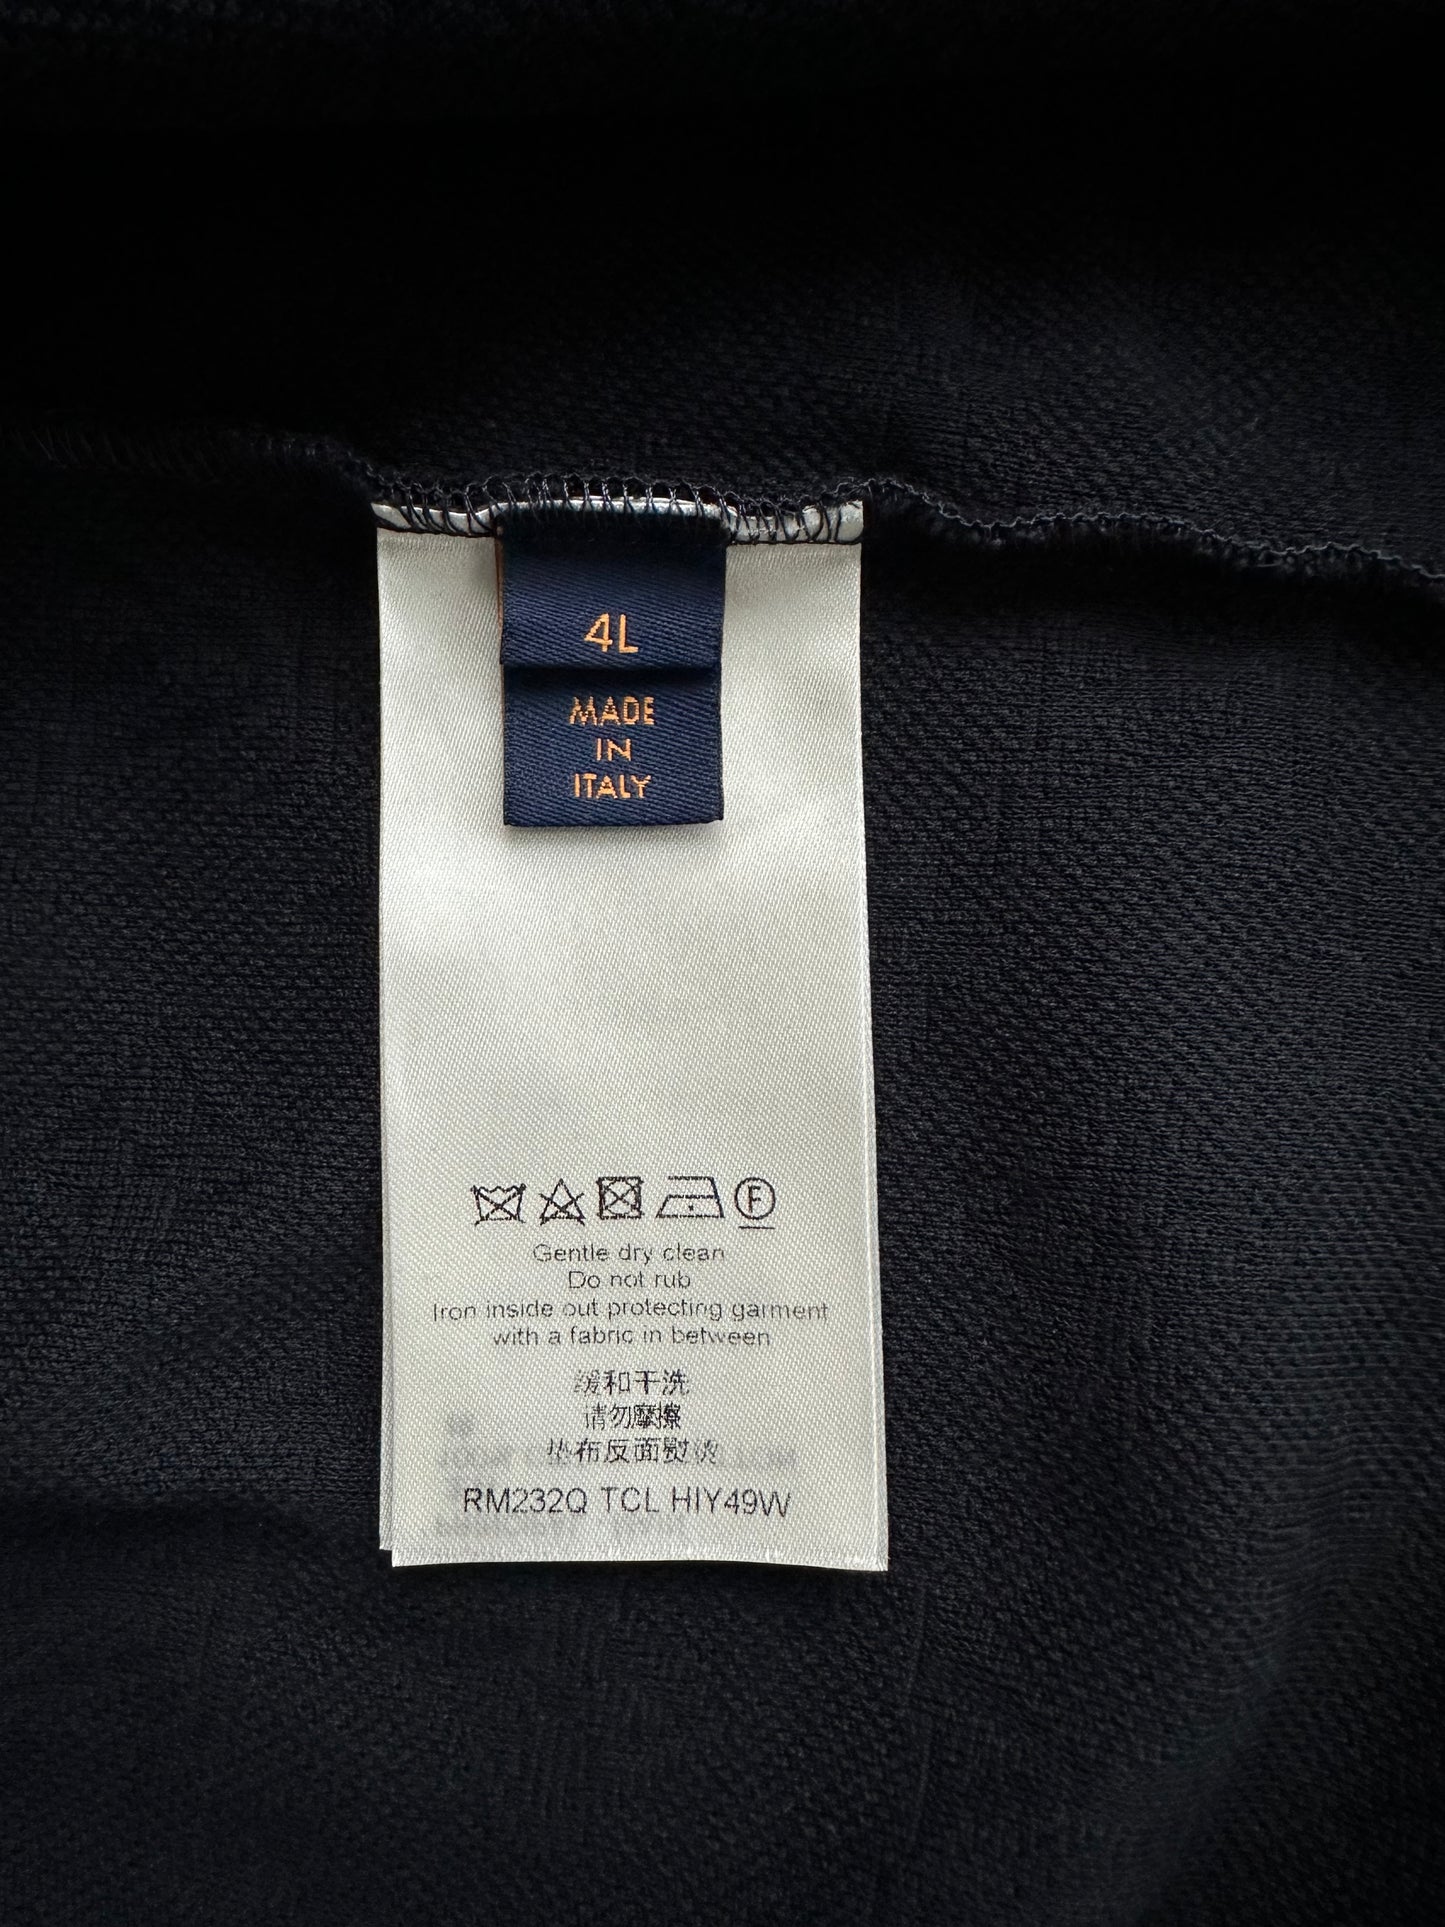 4L
MADE
IN
ITALY
F
Gentle dry clean
Do not rub
Iron inside out protecting garment
with a fabric in between
缓和干洗
请勿摩擦
垫布反面熨烫
RM232Q TCL HIY49W